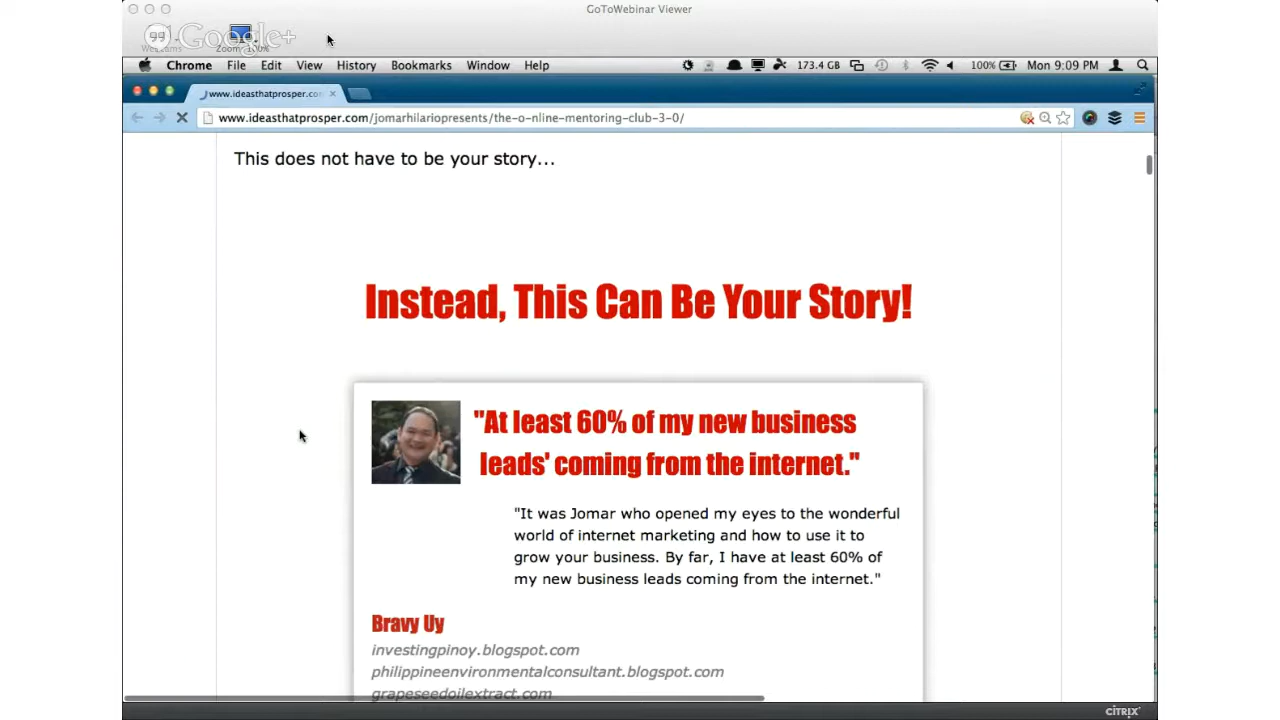 GoToWebinar Viewer
Google+
Chrome File Edit View History Bookmarks Window Help 173.4 GB 100% Mon 9:09 PM
www.ideasthatprosper.co
www.ideasthatprosper.com/jomarhilariopresents/the-o-nline-mentoring-club-3-0/
This does not have to be your story...
Instead, This Can Be Your Story!
"At least 60% of my new business
leads' coming from the internet."
"It was Jomar who opened my eyes to the wonderful
world of internet marketing and how to use it to
grow your business. By far, I have at least 60% of
my new business leads coming from the internet."
Bravy Uy
investingpinoy.blogspot.com
philippineenvironmentalconsultant.blogspot.com
grapeseedoilextract.com
CITRIX